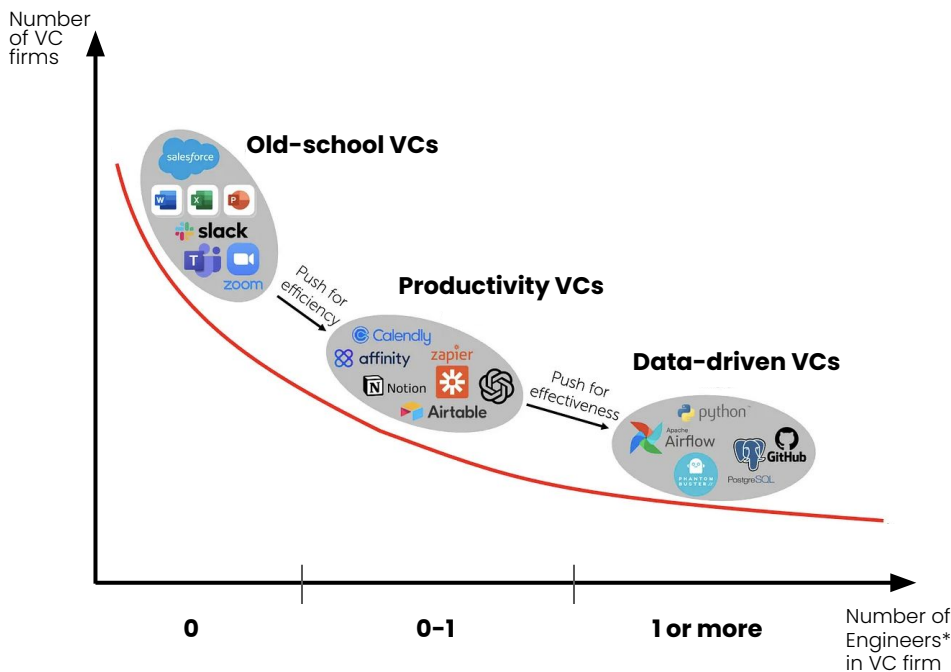 Number
of VC
firms
Old-school VCs
salesforce
W
X
P
slack
T
zoom
Push for
efficiency
Productivity VCs
Calendly
affinity
zapier
N Notion
Airtable
Push for
effectiveness
Data-driven VCs
python
Apache
Airflow
GitHub
PHANTOM
BUSTER
PostgreSQL
0
0-1
1 or more
Number of
Engineers*
in VC firm